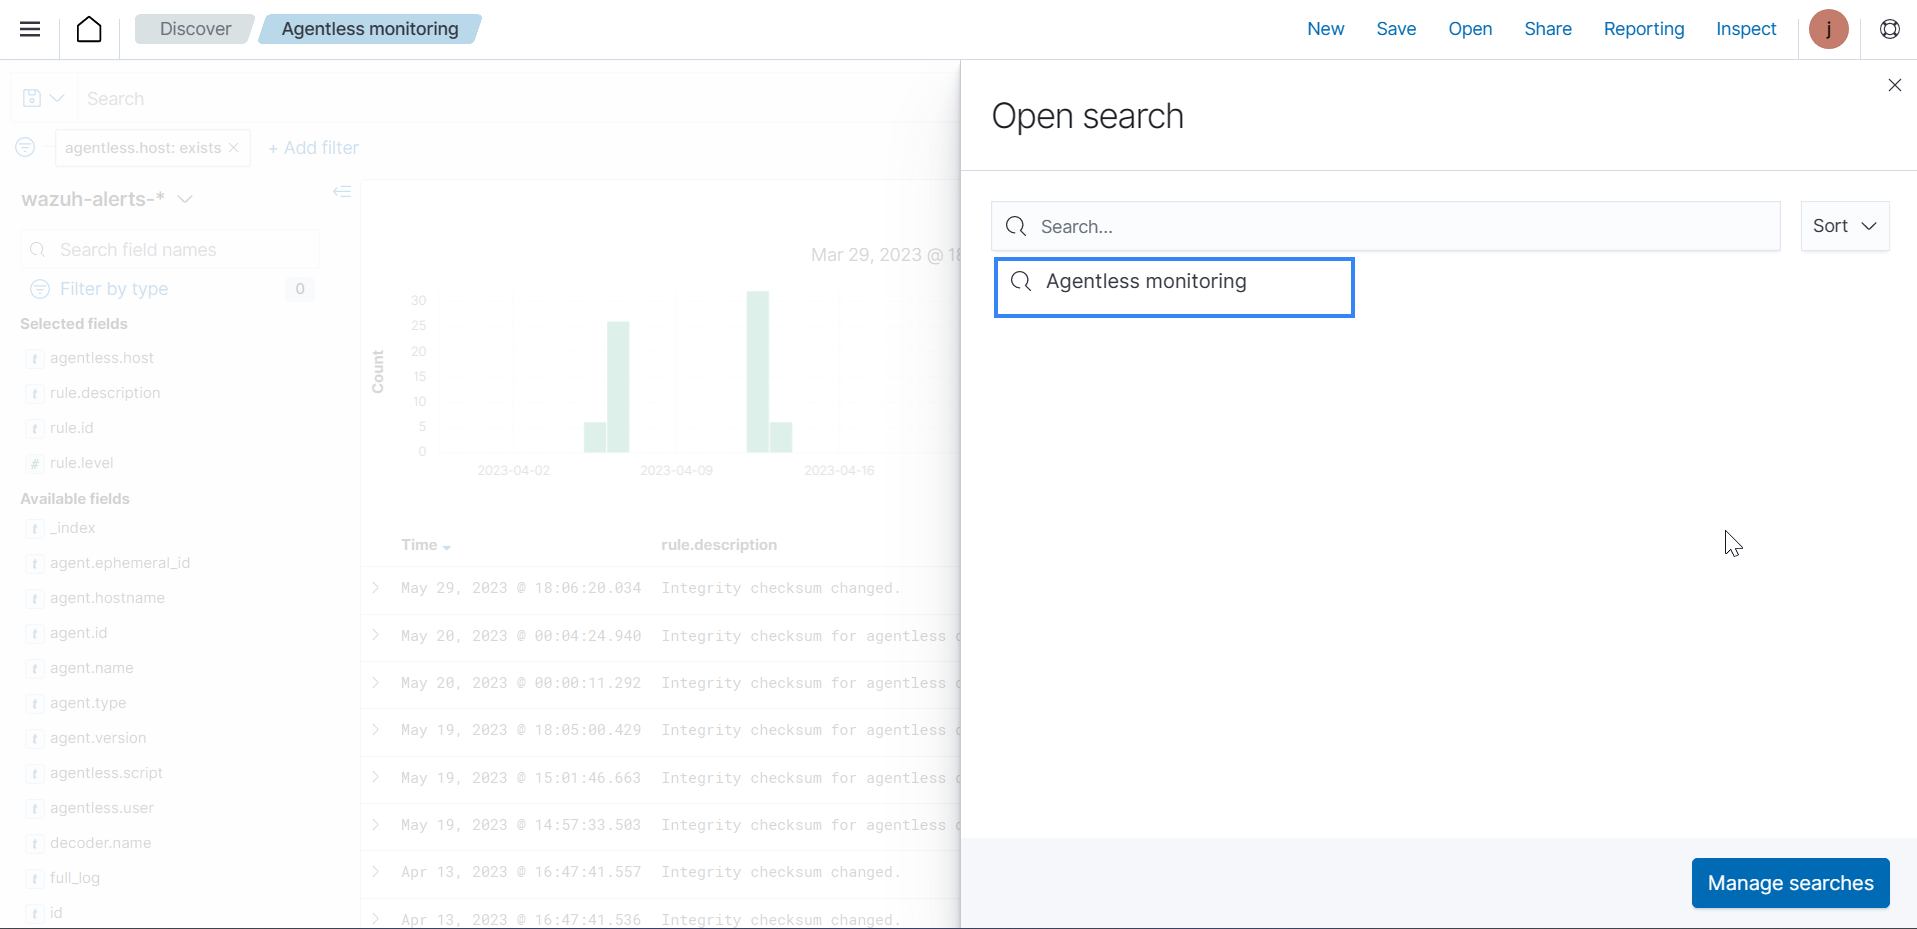 Discover
Agentless monitoring
New Save Open Share Reporting Inspect
j
Search
agentless.host: exists
+ Add filter
wazuh-alerts-*
Search field names
Filter by type 0
Selected fields
t agentless.host
t rule.description
t rule.id
# rule.level
Available fields
t _index
t agent.ephemeral_id
t agent.hostname
t agent.id
t agent.name
t agent.type
t agent.version
t agentless.script
t agentless.user
t decoder.name
t full_log
t id
Mar 29, 2023 @
Count
30
25
20
15
10
5
0
2023-04-02 2023-04-09 2023-04-16
Time rule.description
May 29, 2023 @ 18:06:20.034 Integrity checksum changed.
May 20, 2023 @ 00:04:24.940 Integrity checksum for agentless
May 20, 2023 @ 00:00:11.292 Integrity checksum for agentless
May 19, 2023 @ 18:05:00.429 Integrity checksum for agentless
May 19, 2023 @ 15:01:46.663 Integrity checksum for agentless
May 19, 2023 @ 14:57:33.503 Integrity checksum for agentless
Apr 13, 2023 @ 16:47:41.557 Integrity checksum changed.
Apr 13, 2023 @ 16:47:41.536 Integrity checksum changed.
Open search
Search...
Sort
Agentless monitoring
Manage searches